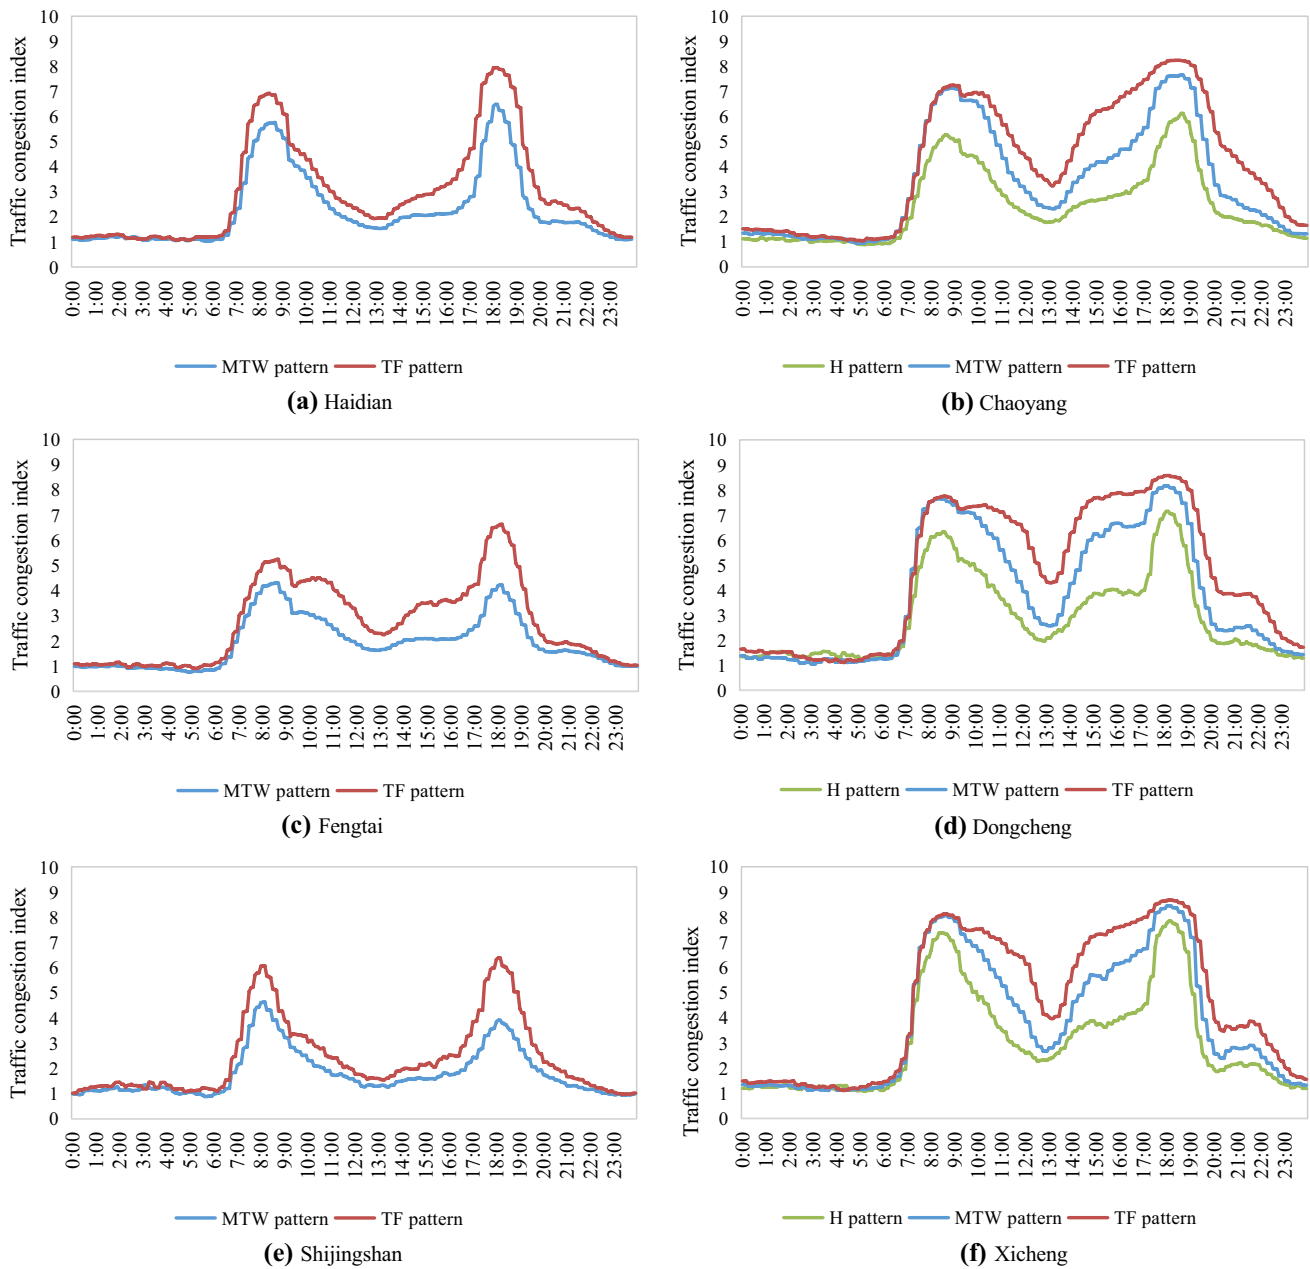 Traffic congestion index
10
9
8
7
6
5
4
3
2
1
0
0:00 1:00 2:00 3:00 4:00 5:00 6:00 7:00 8:00 9:00 10:00 11:00 12:00 13:00 14:00 15:00 16:00 17:00 18:00 19:00 20:00 21:00 22:00 23:00
MTW pattern TF pattern
(a) Haidian
Traffic congestion index
10
9
8
7
6
5
4
3
2
1
0
0:00 1:00 2:00 3:00 4:00 5:00 6:00 7:00 8:00 9:00 10:00 11:00 12:00 13:00 14:00 15:00 16:00 17:00 18:00 19:00 20:00 21:00 22:00 23:00
H pattern MTW pattern TF pattern
(b) Chaoyang
Traffic congestion index
10
9
8
7
6
5
4
3
2
1
0
0:00 1:00 2:00 3:00 4:00 5:00 6:00 7:00 8:00 9:00 10:00 11:00 12:00 13:00 14:00 15:00 16:00 17:00 18:00 19:00 20:00 21:00 22:00 23:00
MTW pattern TF pattern
(c) Fengtai
Traffic congestion index
10
9
8
7
6
5
4
3
2
1
0
0:00 1:00 2:00 3:00 4:00 5:00 6:00 7:00 8:00 9:00 10:00 11:00 12:00 13:00 14:00 15:00 16:00 17:00 18:00 19:00 20:00 21:00 22:00 23:00
H pattern MTW pattern TF pattern
(d) Dongcheng
Traffic congestion index
10
9
8
7
6
5
4
3
2
1
0
0:00 1:00 2:00 3:00 4:00 5:00 6:00 7:00 8:00 9:00 10:00 11:00 12:00 13:00 14:00 15:00 16:00 17:00 18:00 19:00 20:00 21:00 22:00 23:00
MTW pattern TF pattern
(e) Shijingshan
Traffic congestion index
10
9
8
7
6
5
4
3
2
1
0
0:00 1:00 2:00 3:00 4:00 5:00 6:00 7:00 8:00 9:00 10:00 11:00 12:00 13:00 14:00 15:00 16:00 17:00 18:00 19:00 20:00 21:00 22:00 23:00
H pattern MTW pattern TF pattern
(f) Xicheng